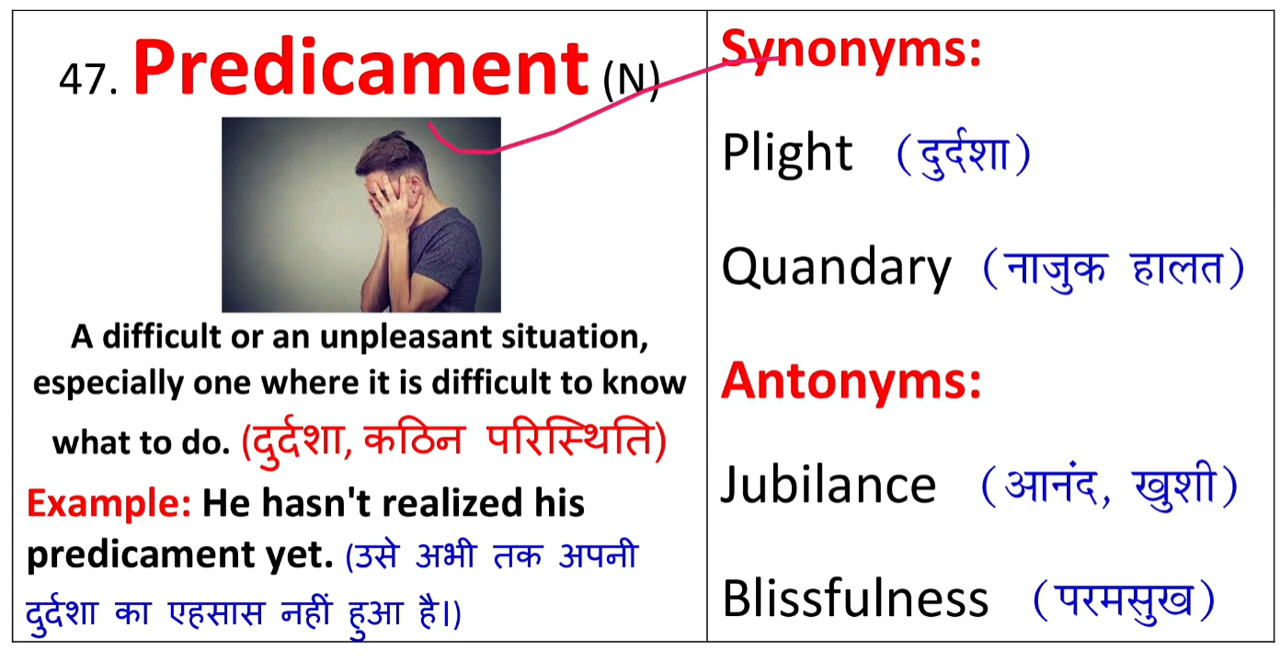 47. Predicament (N)
A difficult or an unpleasant situation,
especially one where it is difficult to know
what to do. (दुर्दशा, कठिन परिस्थिति)
Example: He hasn't realized his
predicament yet. (उसे अभी तक अपनी
दुर्दशा का एहसास नहीं हुआ है।)
Synonyms:
Plight (दुर्दशा)
Quandary (नाजुक हालत)
Antonyms:
Jubilance (आनंद, खुशी)
Blissfulness (परमसुख)